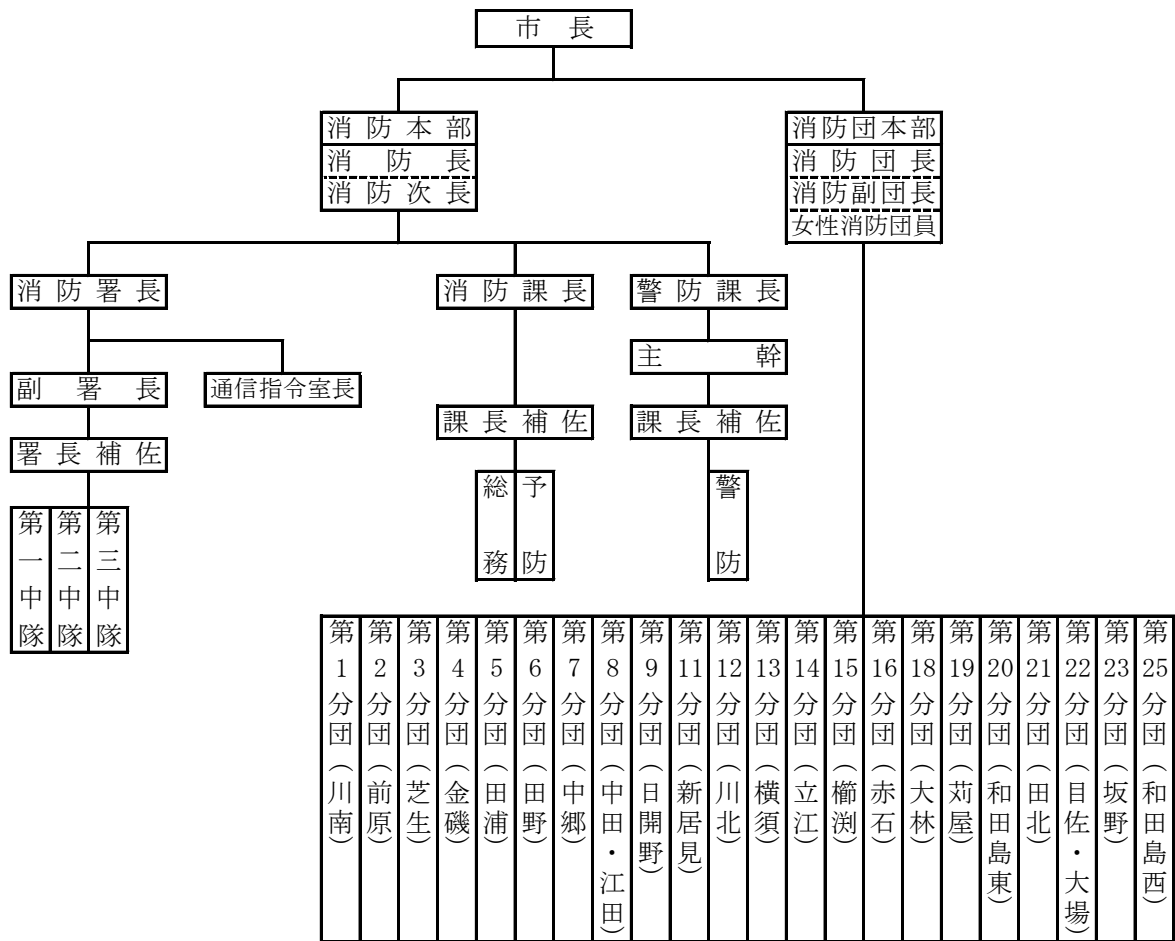 市長
消防本部
消防長
消防次長
消防団本部
消防団長
消防副団長
女性消防団員
消防署長
消防課長
警防課長
主幹
副署長
通信指令室長
課長補佐
課長補佐
署長補佐
総務
予防
警防
第一中隊
第二中隊
第三中隊
第1分団(川南)
第2分団(前原)
第3分団(芝生)
第4分団(金磯)
第5分団(田浦)
第6分団(田野)
第7分団(中郷)
第8分団(中田・江田)
第9分団(日開野)
第11分団(新居見)
第12分団(川北)
第13分団(横須)
第14分団(立江)
第15分団(櫛渕)
第16分団(赤石)
第18分団(大林)
第19分団(苅屋)
第20分団(和田島東)
第21分団(田北)
第22分団(目佐・大場)
第23分団(坂野)
第25分団(和田島西)